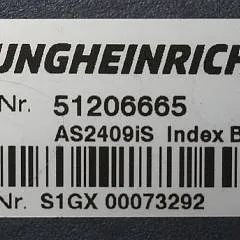 UNGHEINRICH
Nr. 51206665
AS2409iS Index B
Nr. S1GX 00073292